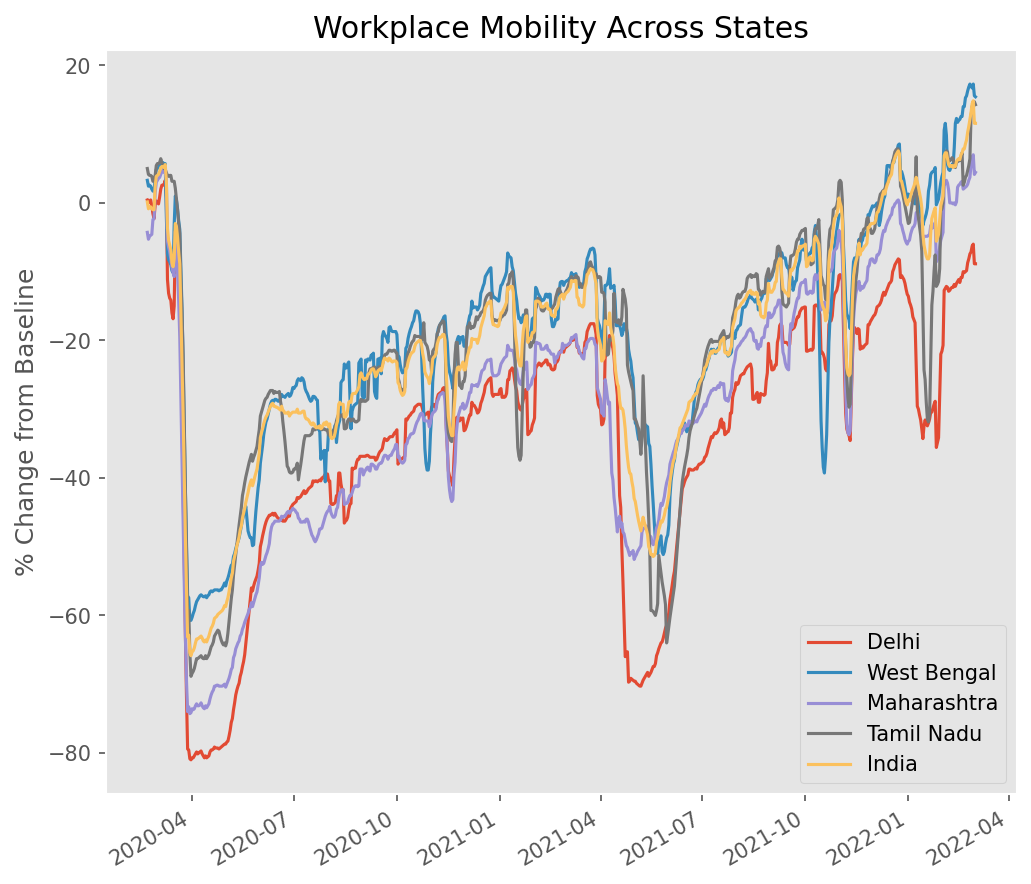 Workplace Mobility Across States
% Change from Baseline
20
0
−20
−40
−60
−80
2020-04
2020-07
2020-10
2021-01
2021-04
2021-07
2021-10
2022-01
2022-04
Delhi
West Bengal
Maharashtra
Tamil Nadu
India